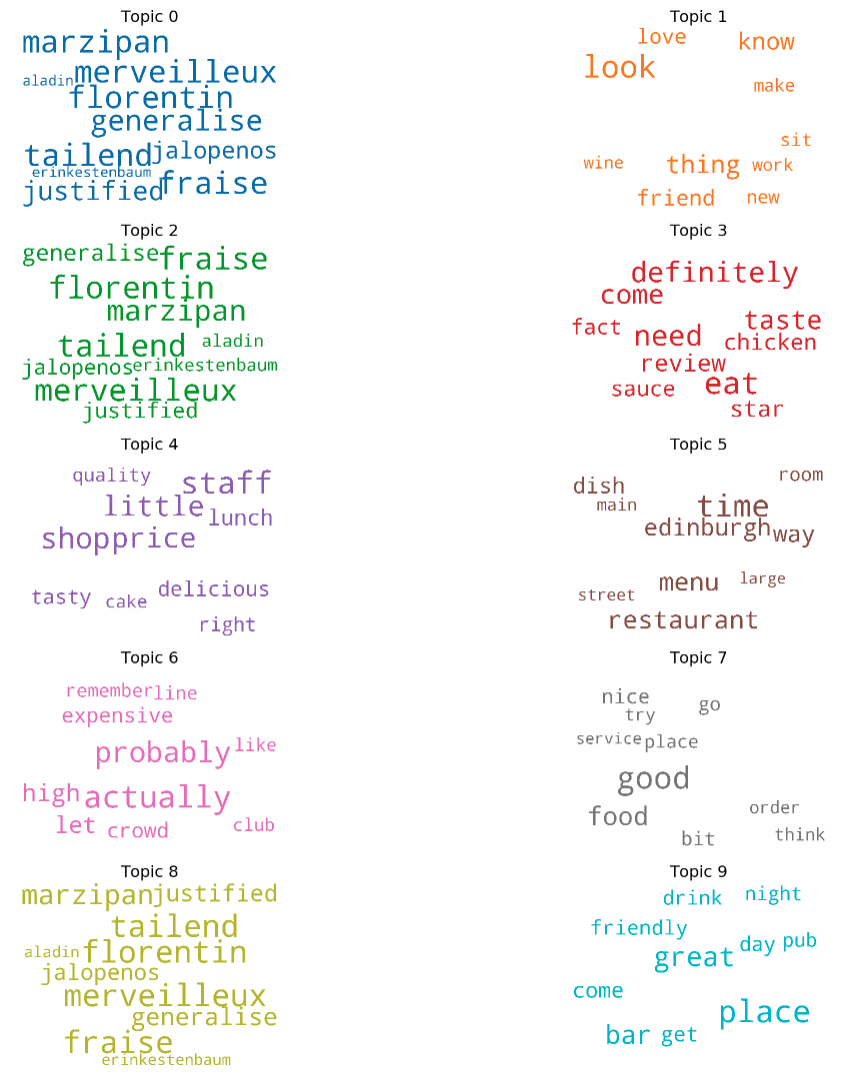 Topic 0
marzipan
aladin merveilleux
florentin
generalise
tailend jalopenos
erinkestenbaum
justified fraise
Topic 1
love know
look
make
sit
wine thing work
friend new
Topic 2
generalise fraise
florentin
marzipan
tailend aladin
jalopenos erinkestenbaum
merveilleux
justified
Topic 3
definitely
come
fact need taste
chicken
review
sauce eat
star
Topic 4
quality staff
little lunch
shop price
delicious
tasty cake
right
Topic 5
room
dish
main time
edinburgh way
menu large
street
restaurant
Topic 6
remember line
expensive
probably like
high actually
let crowd club
Topic 7
nice go
try
service place
good
food order
bit think
Topic 8
marzipan justified
tailend
aladin florentin
jalopenos
merveilleux
generalise
fraise
erinkestenbaum
Topic 9
drink night
friendly
great day pub
come
place
bar get